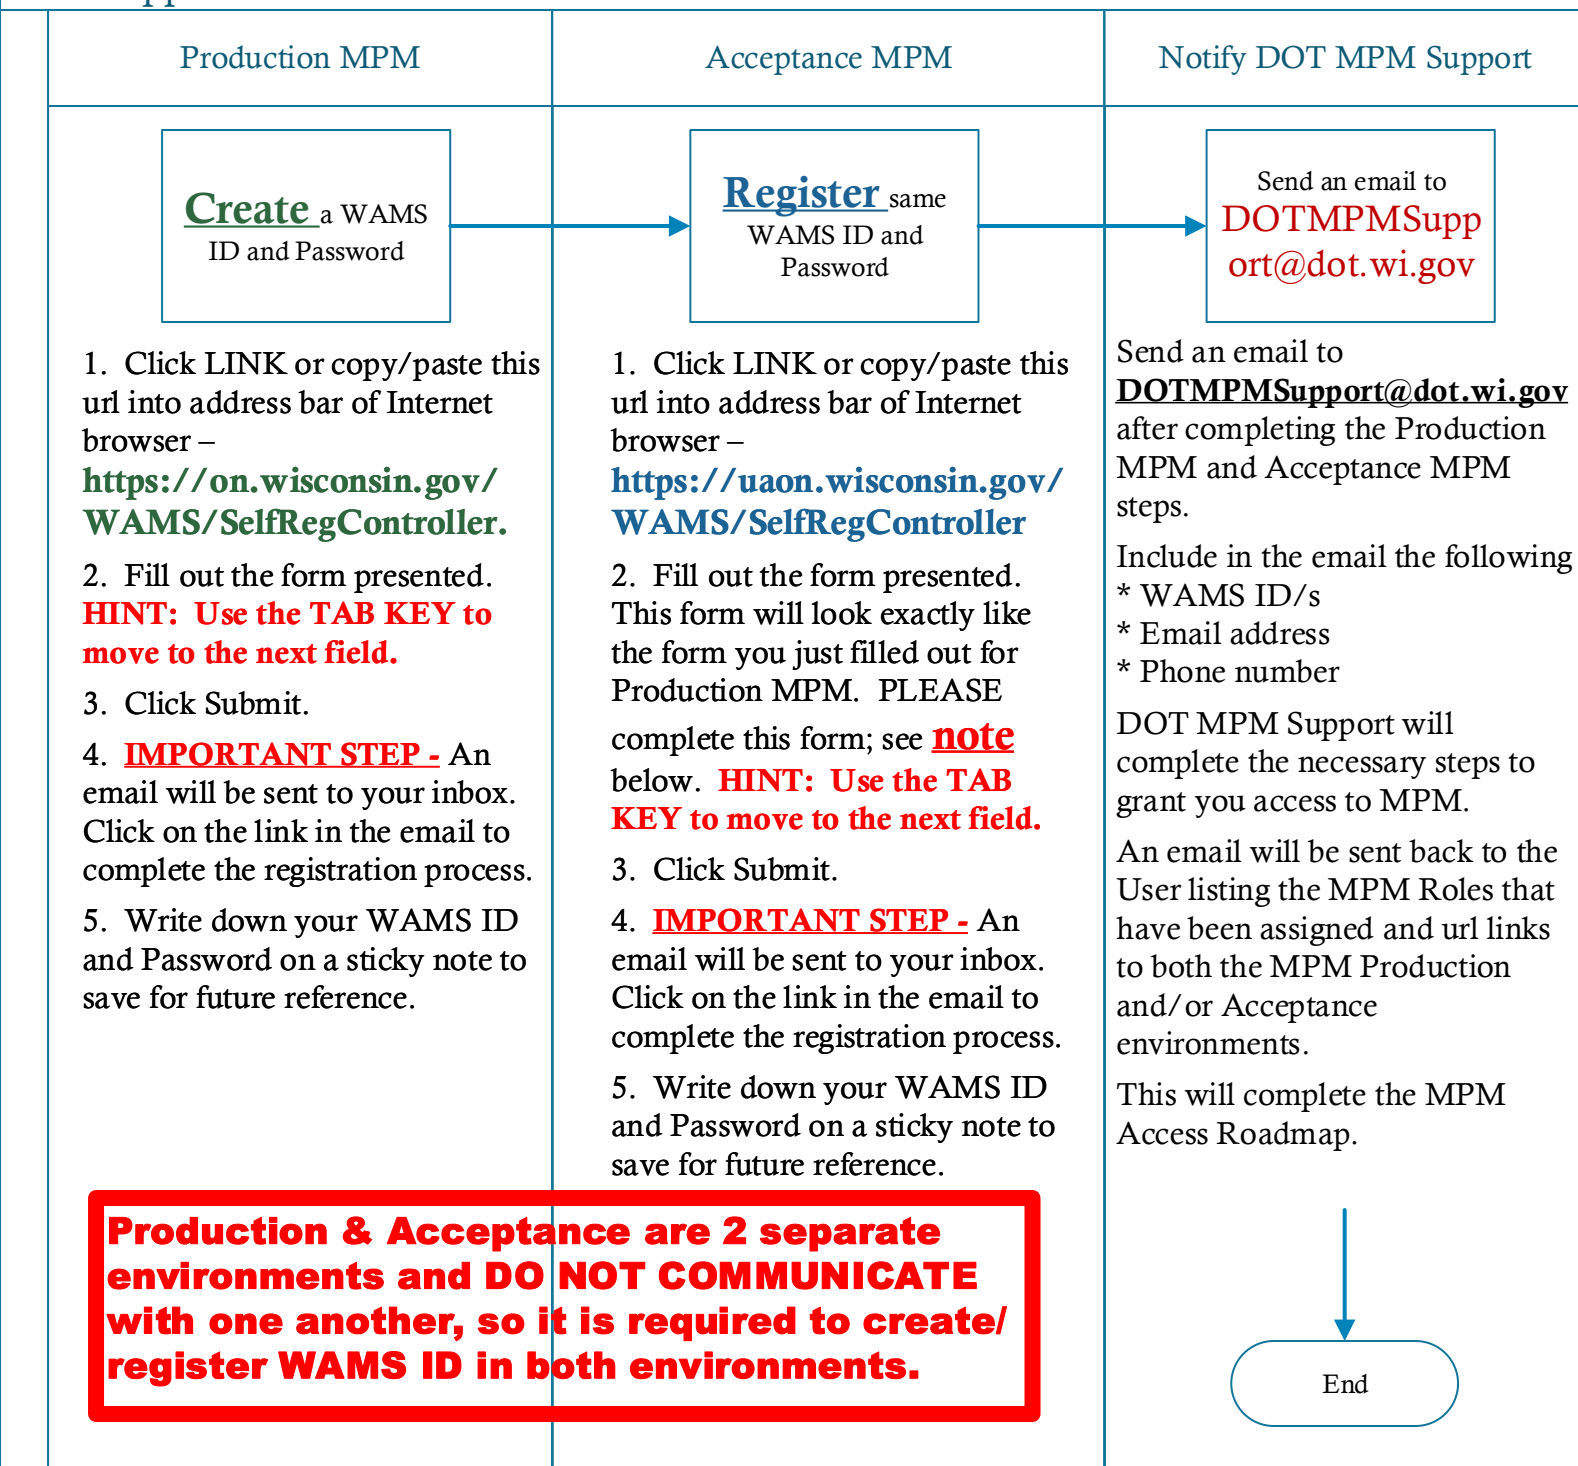 Production MPM
Acceptance MPM
Notify DOT MPM Support
Create a WAMS
ID and Password
Register same
WAMS ID and
Password
Send an email to
DOTMPMSupp
ort@dot.wi.gov
1. Click LINK or copy/paste this
url into address bar of Internet
browser –
https://on.wisconsin.gov/
WAMS/SelfRegController.
2. Fill out the form presented.
HINT: Use the TAB KEY to
move to the next field.
3. Click Submit.
4. IMPORTANT STEP - An
email will be sent to your inbox.
Click on the link in the email to
complete the registration process.
5. Write down your WAMS ID
and Password on a sticky note to
save for future reference.
1. Click LINK or copy/paste this
url into address bar of Internet
browser –
https://uaon.wisconsin.gov/
WAMS/SelfRegController
2. Fill out the form presented.
This form will look exactly like
the form you just filled out for
Production MPM. PLEASE
complete this form; see note
below. HINT: Use the TAB
KEY to move to the next field.
3. Click Submit.
4. IMPORTANT STEP - An
email will be sent to your inbox.
Click on the link in the email to
complete the registration process.
5. Write down your WAMS ID
and Password on a sticky note to
save for future reference.
Production & Acceptance are 2 separate
environments and DO NOT COMMUNICATE
with one another, so it is required to create/
register WAMS ID in both environments.
Send an email to
DOTMPMSupport@dot.wi.gov
after completing the Production
MPM and Acceptance MPM
steps.
Include in the email the following
* WAMS ID/s
* Email address
* Phone number
DOT MPM Support will
complete the necessary steps to
grant you access to MPM.
An email will be sent back to the
User listing the MPM Roles that
have been assigned and url links
to both the MPM Production
and/or Acceptance
environments.
This will complete the MPM
Access Roadmap.
End